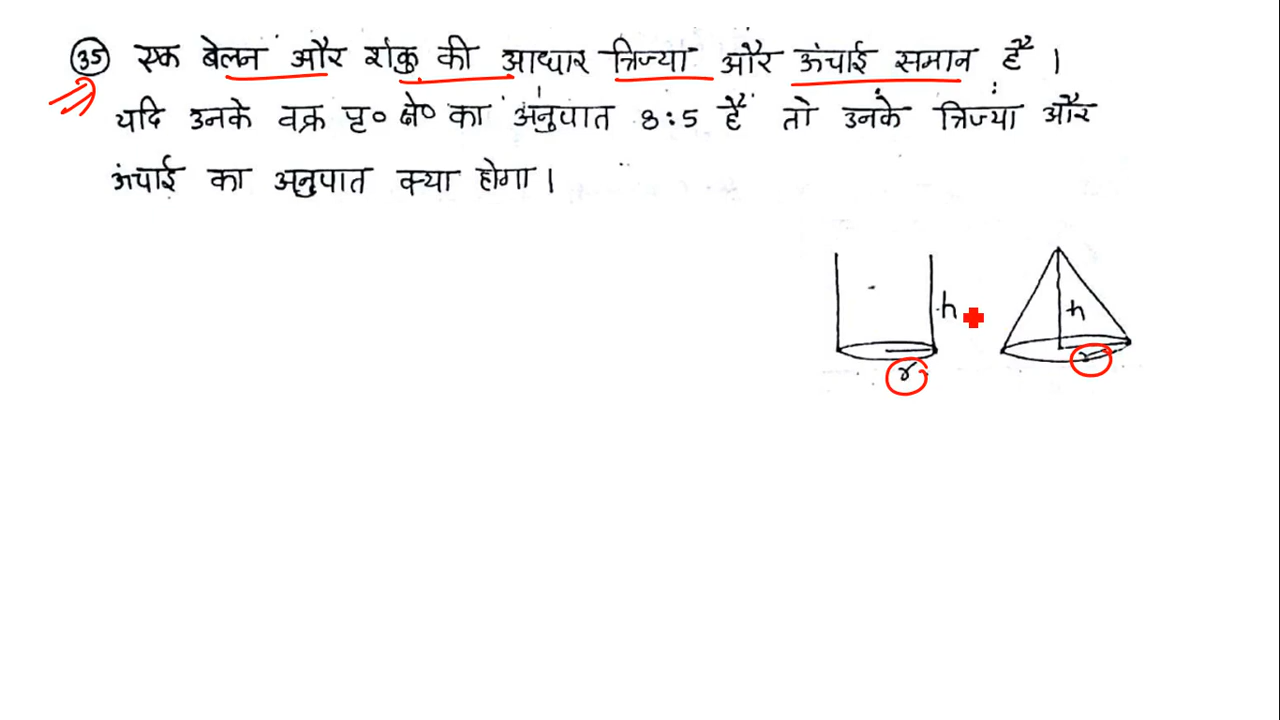 35 एक बेलन और शंकु की आधार त्रिज्या और ऊंचाई समान हैं ।
यदि उनके वक्र पृ० क्षे० का अनुपात 8:5 हैं तो उनके त्रिज्या और
ऊंचाई का अनुपात क्या होगा ।
h h
r r